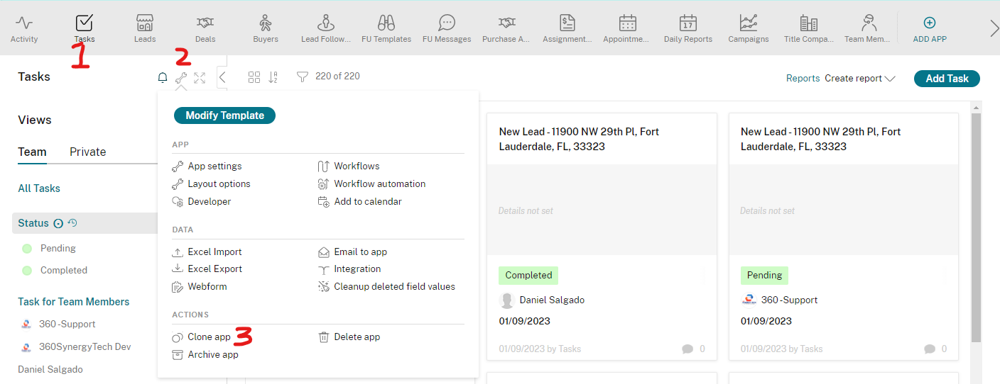 Activity
Tasks
Leads
Deals
Buyers
Lead Follow...
FU Templates
FU Messages
Purchase A...
Assignment...
Appointme...
Daily Reports
Campaigns
Title Compa...
Team Mem...
ADD APP
1
2
Tasks
220 of 220
Reports Create report
Add Task
Views
Team Private
All Tasks
Status
Pending
Completed
Task for Team Members
360 -Support
360SynergyTech Dev
Daniel Salgado
Modify Template
APP
App settings
Workflows
Layout options
Workflow automation
Developer
Add to calendar
DATA
Excel Import
Email to app
Excel Export
Integration
Webform
Cleanup deleted field values
ACTIONS
Clone app 3
Delete app
Archive app
New Lead - 11900 NW 29th Pl, Fort
Lauderdale, FL, 33323
Details not set
Completed
Daniel Salgado
01/09/2023
01/09/2023 by Tasks 0
New Lead - 11900 NW 29th Pl, Fort
Lauderdale, FL, 33323
Details not set
Pending
360 -Support
01/09/2023
01/09/2023 by Tasks 0